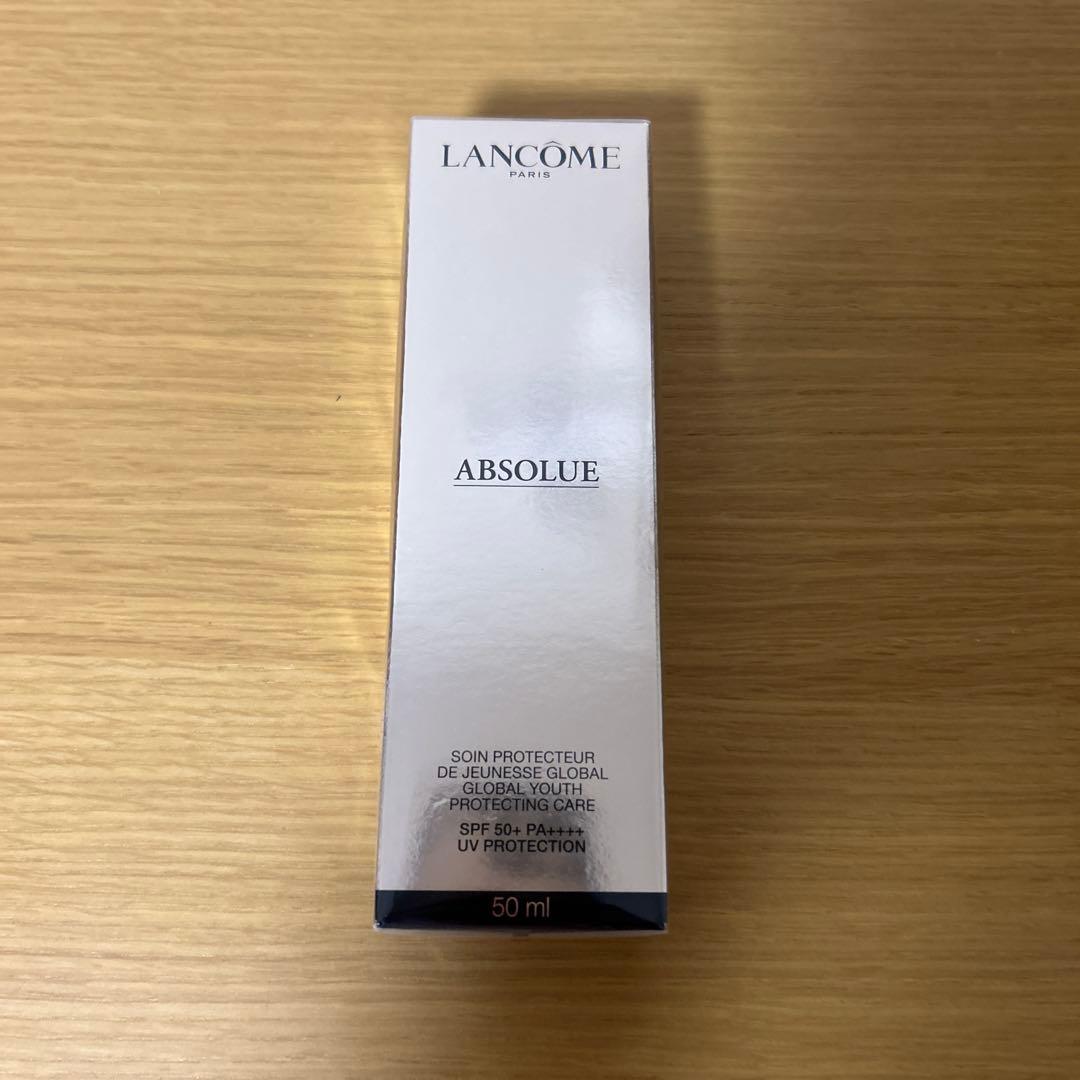 LANCÔME
PARIS
ABSOLUE
SOIN PROTECTEUR
DE JEUNESSE GLOBAL
GLOBAL YOUTH
PROTECTING CARE
SPF 50+ PA++++
UV PROTECTION
50 ml